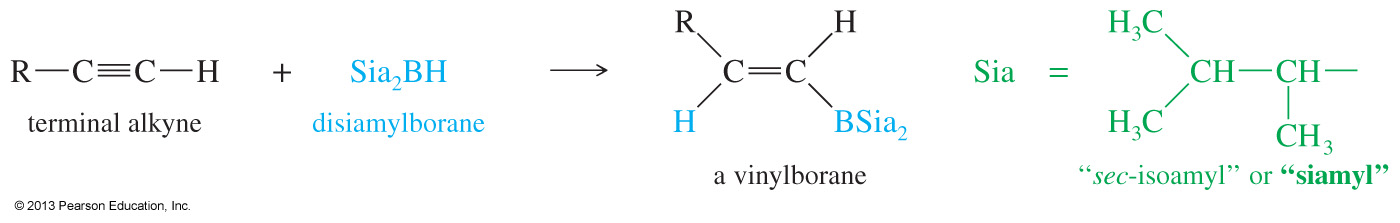 R H H₃C
R—C≡C—H + Sia₂BH ⟶ C=C Sia = CH—CH—
terminal alkyne disiamylborane H BSia₂ H₃C CH₃
a vinylborane “sec-isoamyl” or “siamyl”
© 2013 Pearson Education, Inc.